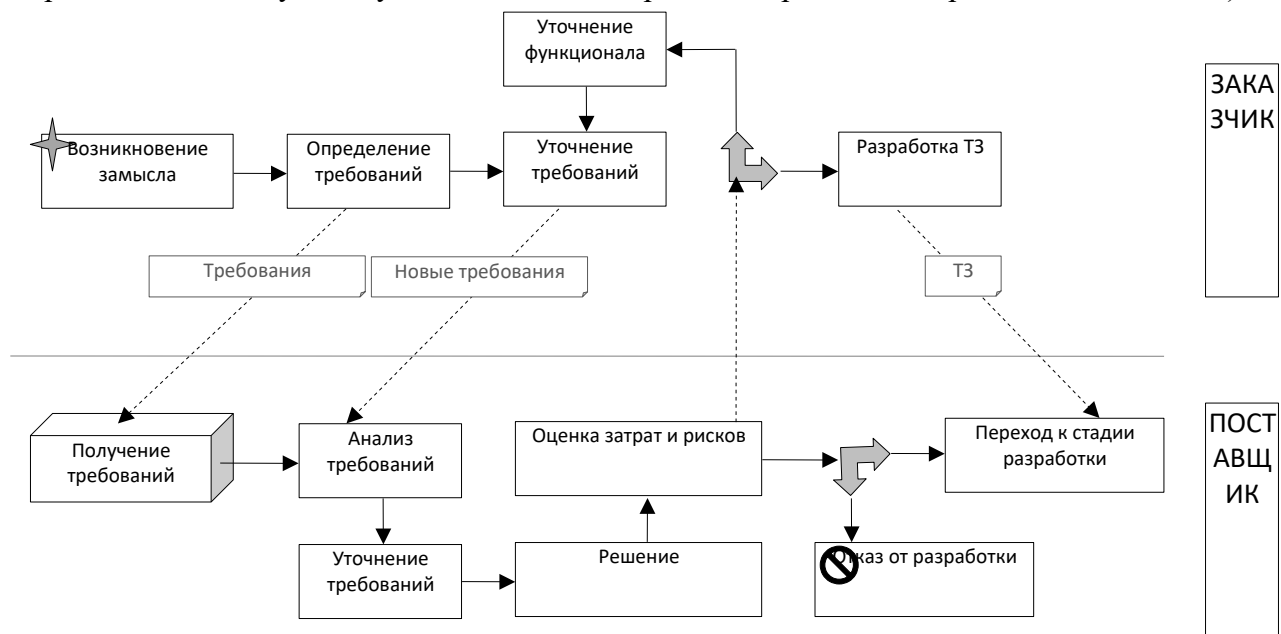 Уточнение
функционала
ЗАКА
ЗЧИК
Возникновение
замысла
Определение
требований
Уточнение
требований
Разработка ТЗ
Требования
Новые требования
ТЗ
Получение
требований
Анализ
требований
Оценка затрат и рисков
Переход к стадии
разработки
ПОСТ
АВЩ
ИК
Уточнение
требований
Решение
Отказ от разработки